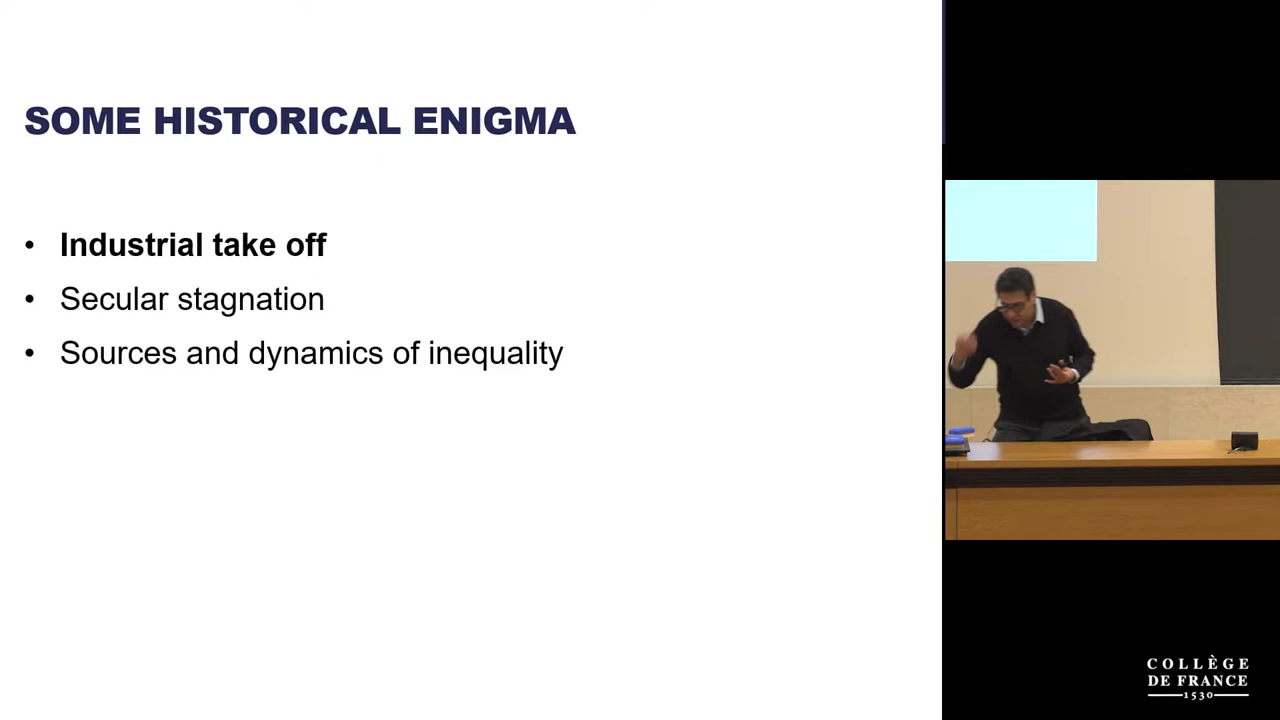 SOME HISTORICAL ENIGMA
• Industrial take off
• Secular stagnation
• Sources and dynamics of inequality
COLLÈGE
DE FRANCE
1530